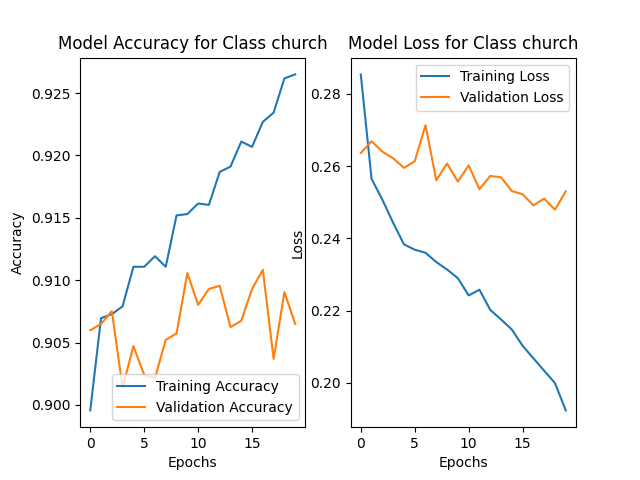 Model Accuracy for Class church
Accuracy
0.925
0.920
0.915
0.910
0.905
0.900
Training Accuracy
Validation Accuracy
0
5
10
15
Epochs
Model Loss for Class church
Loss
0.28
0.26
0.24
0.22
0.20
Training Loss
Validation Loss
0
5
10
15
Epochs